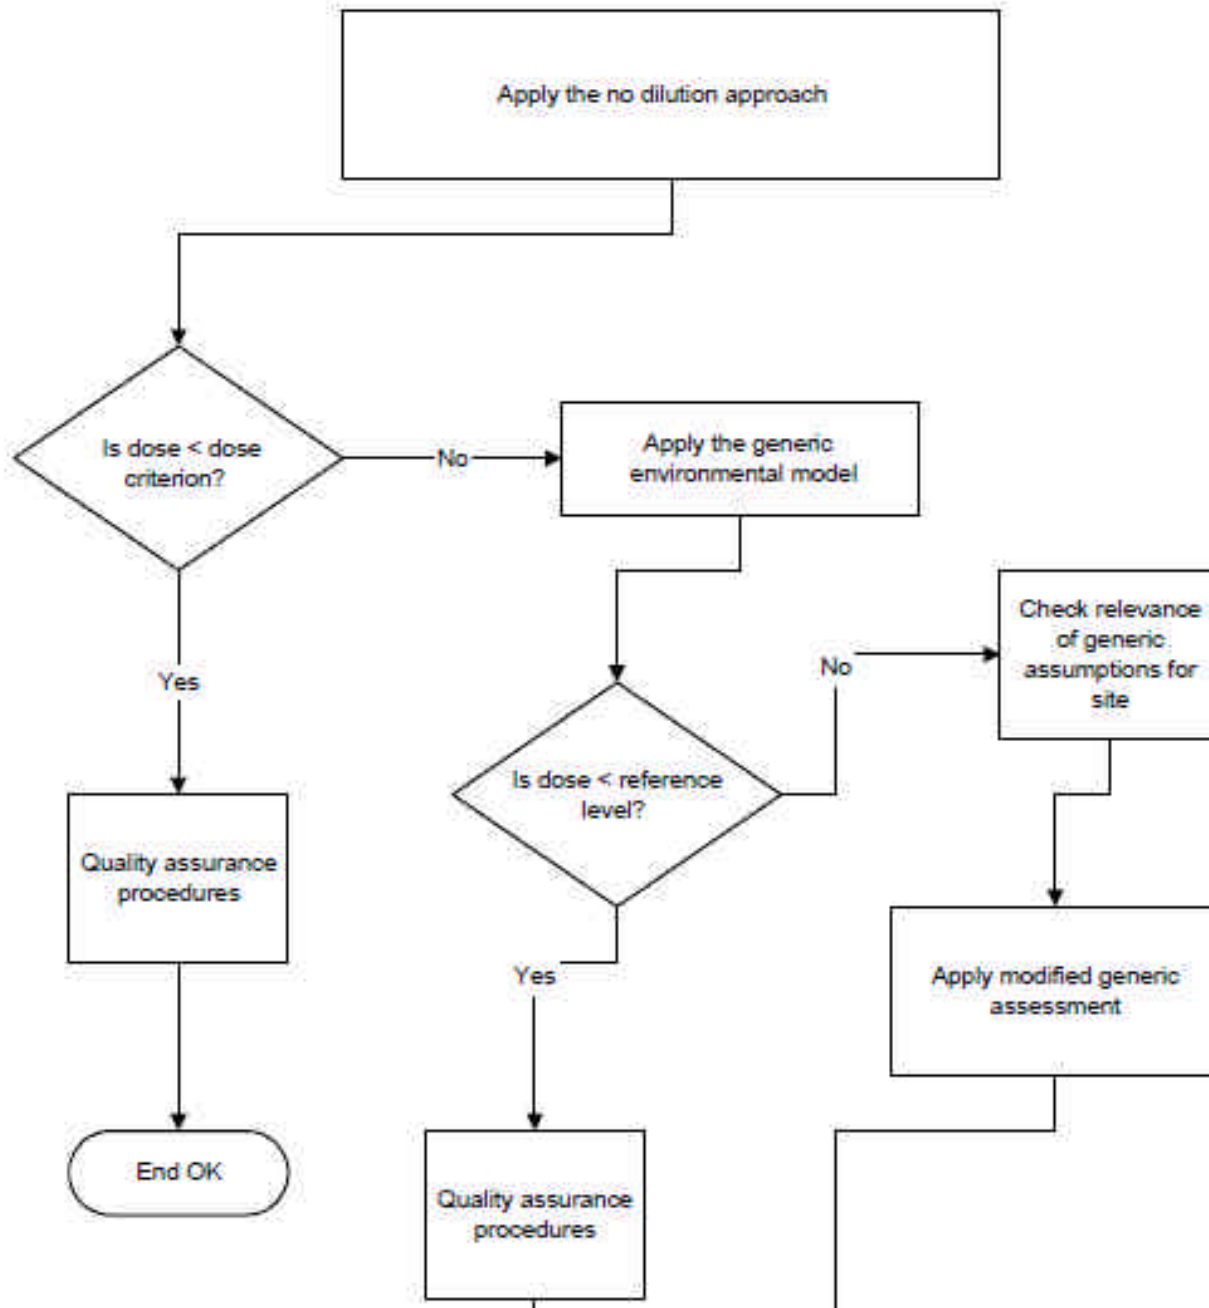 Apply the no dilution approach
Is dose < dose
criterion?
No
Apply the generic
environmental model
Check relevance
of generic
assumptions for
site
No
Yes
Is dose < reference
level?
Quality assurance
procedures
Yes
Apply modified generic
assessment
End OK
Quality assurance
procedures